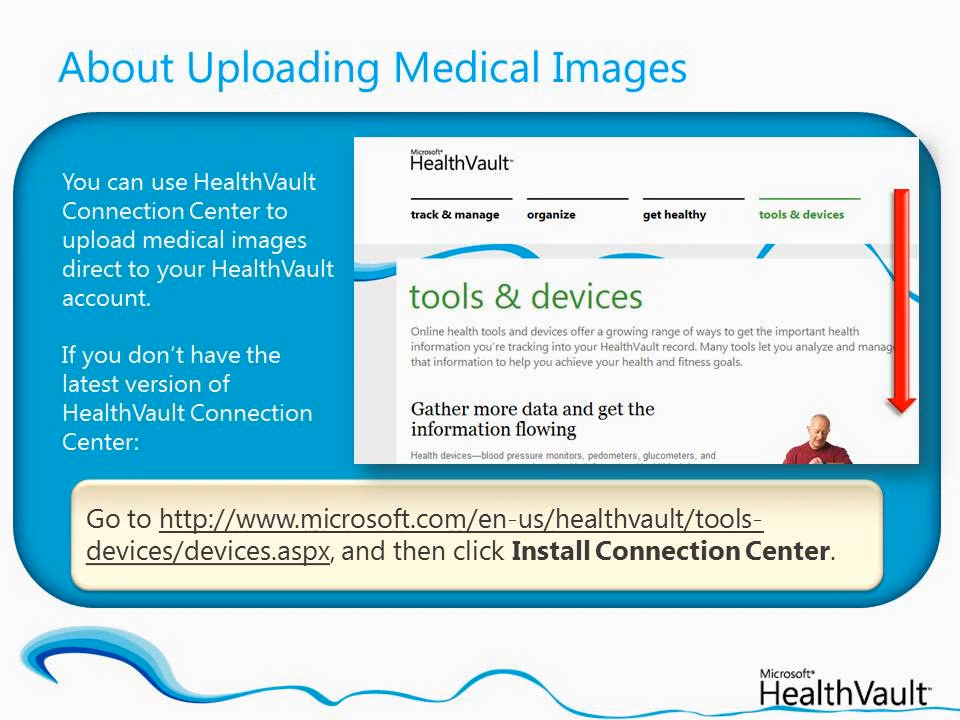 About Uploading Medical Images
You can use HealthVault
Connection Center to
upload medical images
direct to your HealthVault
account.
If you don't have the
latest version of
HealthVault Connection
Center:
Microsoft®
HealthVault™
track & manage organize get healthy tools & devices
tools & devices
Online health tools and devices offer a growing range of ways to get the important health
information you're tracking into your HealthVault record. Many tools let you analyze and manage
that information to help you achieve your health and fitness goals.
Gather more data and get the
information flowing
Health devices—blood pressure monitors, pedometers, glucometers, and
Go to http://www.microsoft.com/en-us/healthvault/tools-
devices/devices.aspx, and then click Install Connection Center.
Microsoft®
HealthVault™